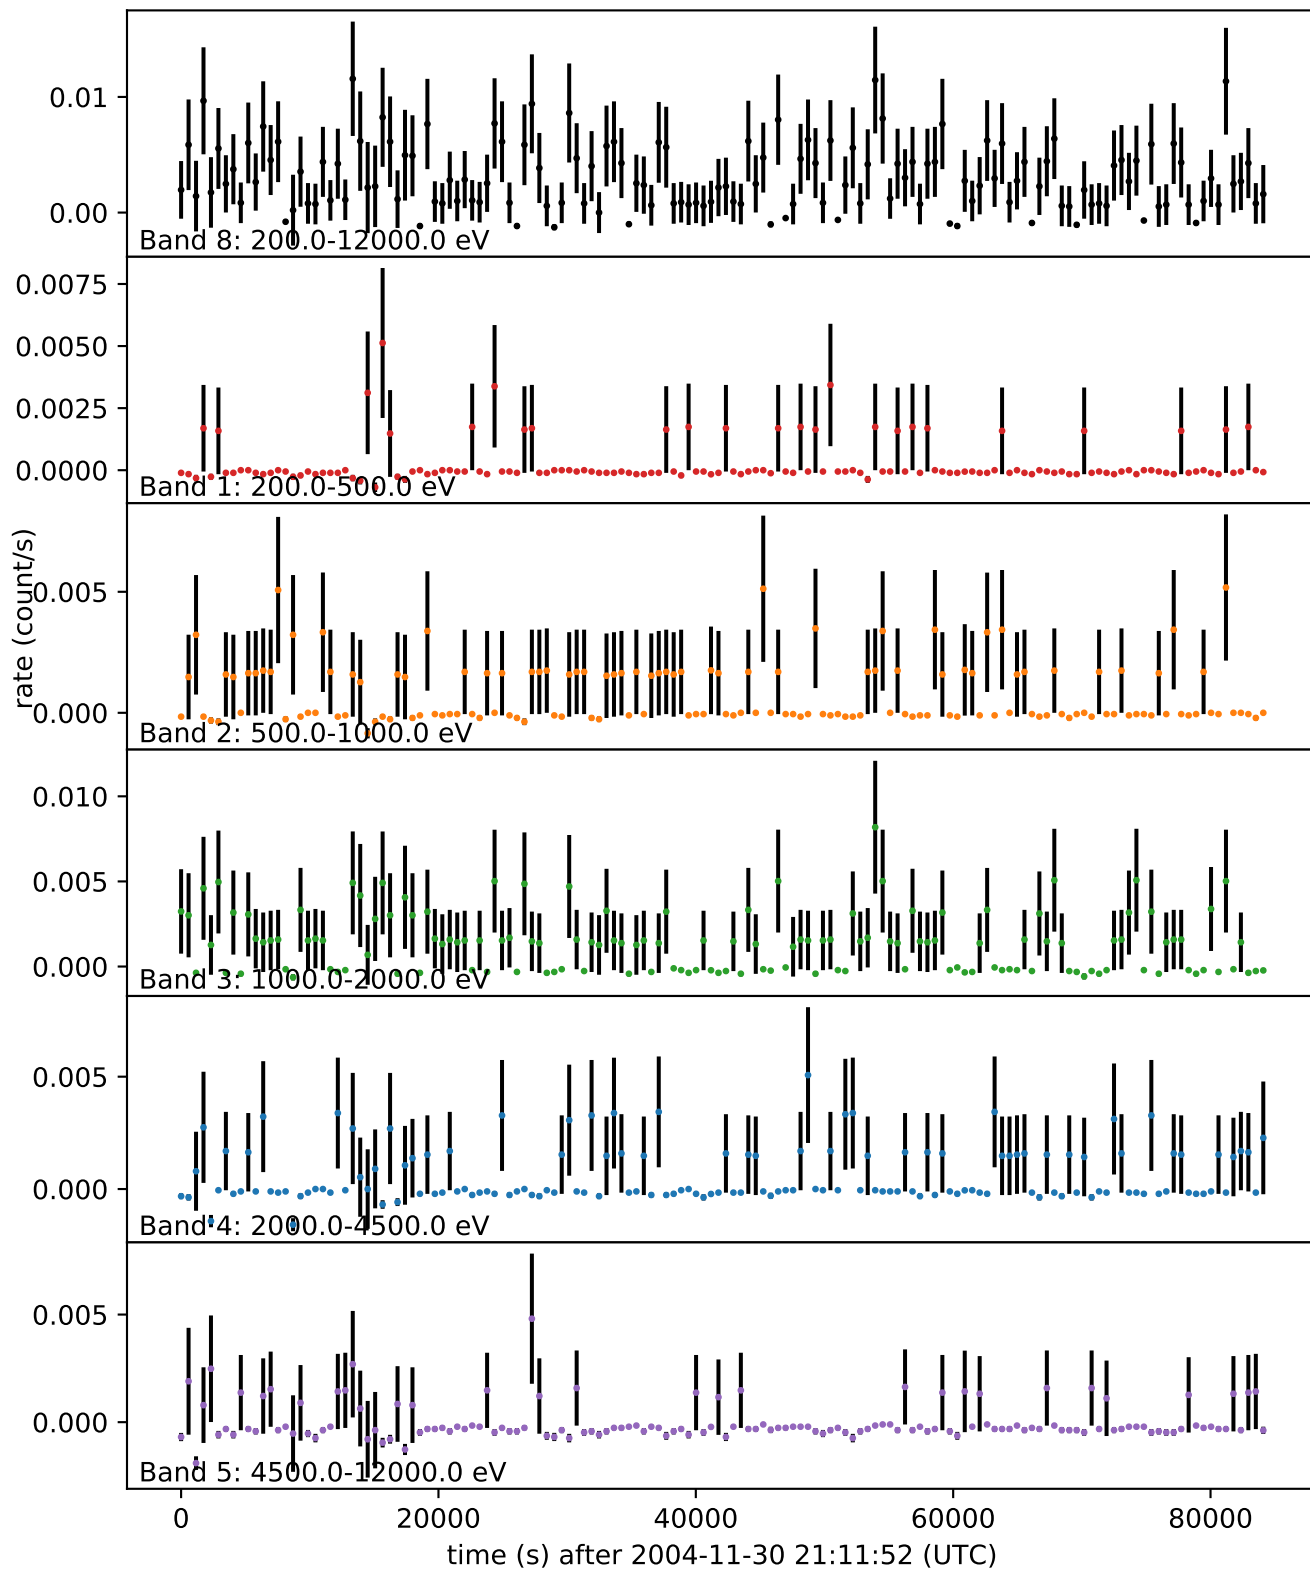 0.01
0.00
Band 8: 200.0-12000.0 eV
0.0075
0.0050
0.0025
0.0000
Band 1: 200.0-500.0 eV
rate (count/s)
0.005
0.000
Band 2: 500.0-1000.0 eV
0.010
0.005
0.000
Band 3: 1000.0-2000.0 eV
0.005
0.000
Band 4: 2000.0-4500.0 eV
0.005
0.000
Band 5: 4500.0-12000.0 eV
0 20000 40000 60000 80000
time (s) after 2004-11-30 21:11:52 (UTC)